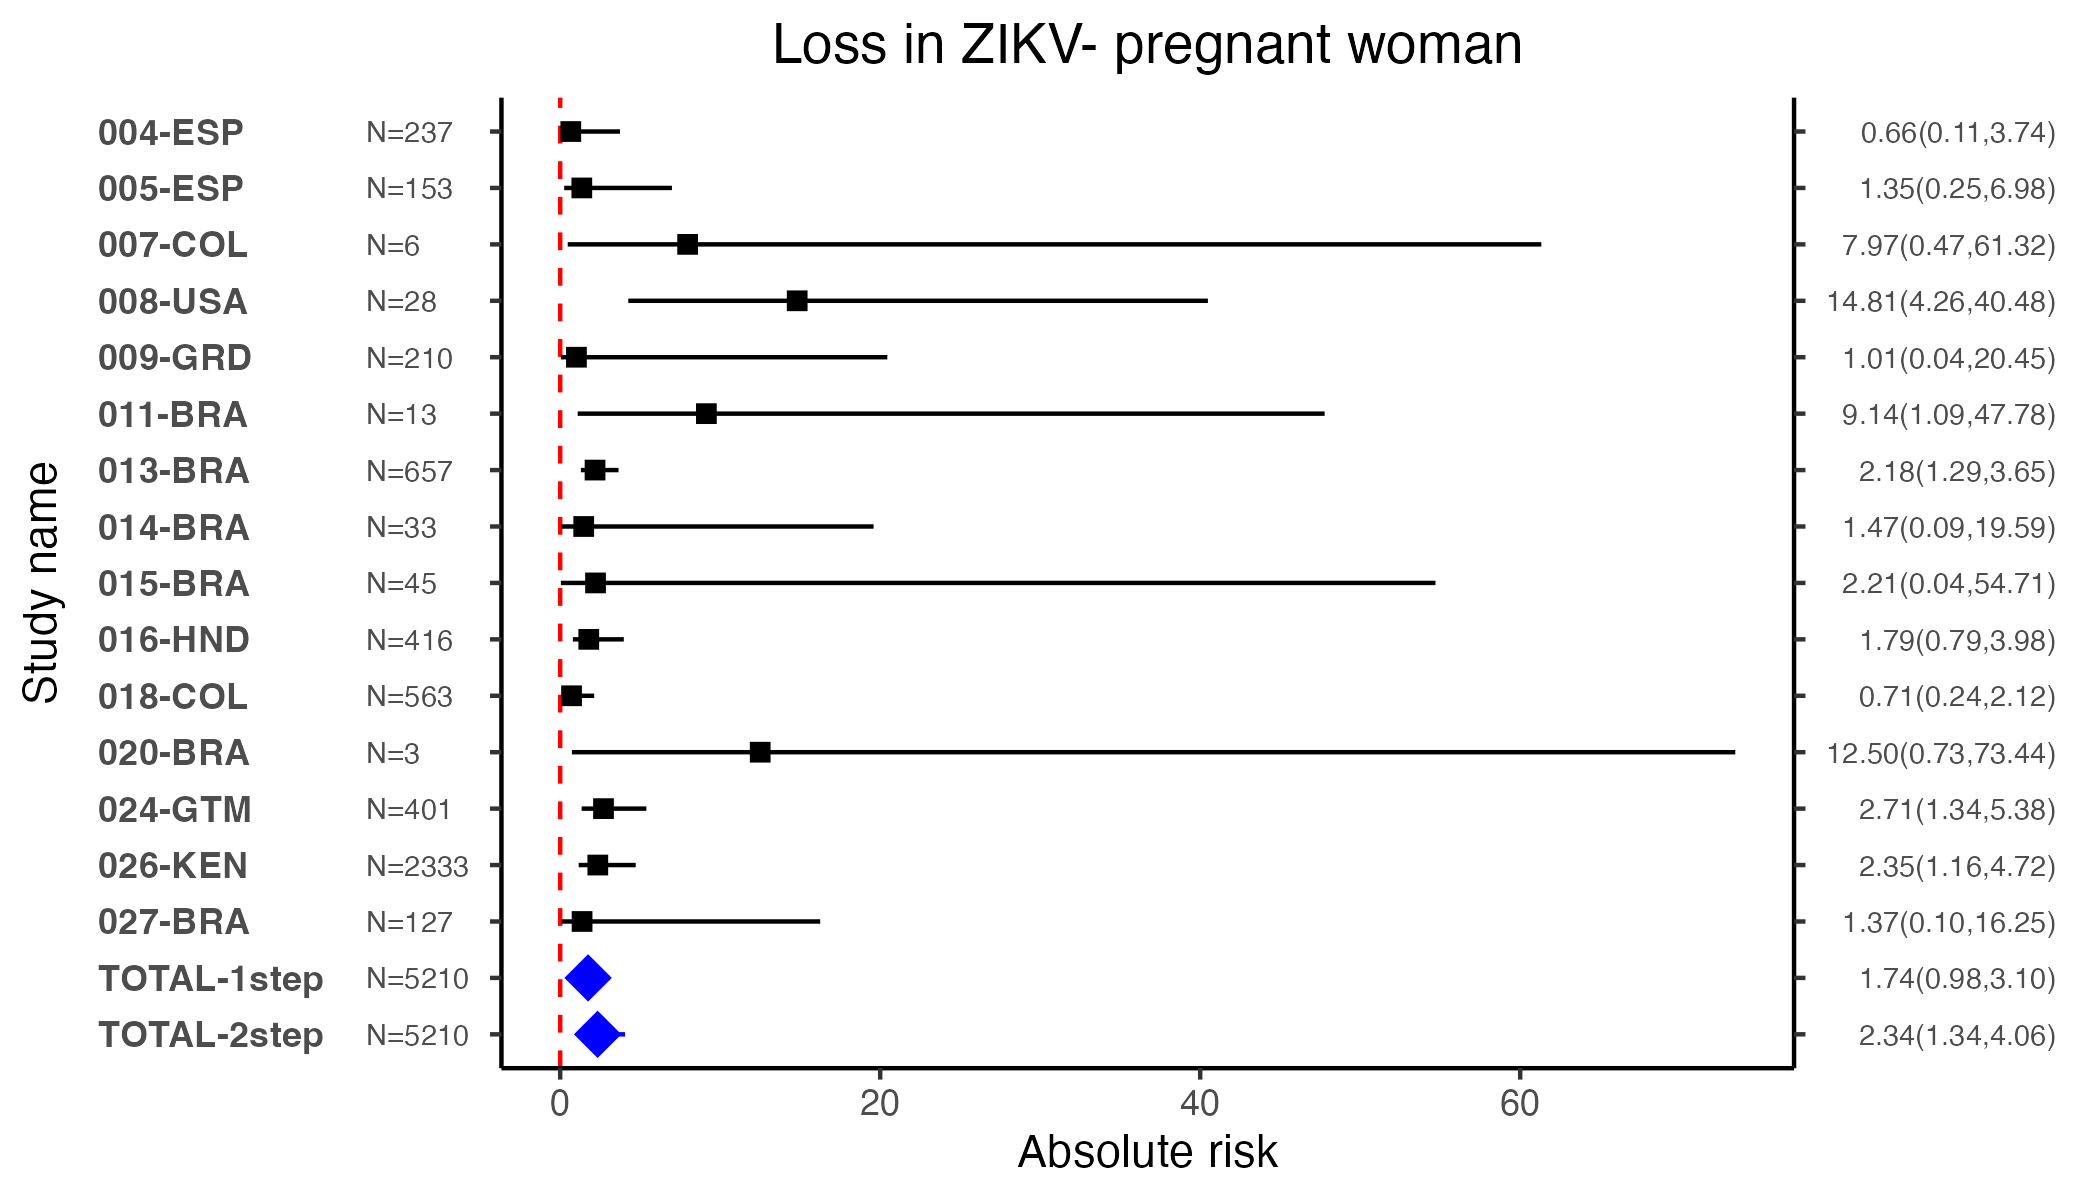 Loss in ZIKV- pregnant woman
Study name
004-ESP N=237 0.66(0.11,3.74)
005-ESP N=153 1.35(0.25,6.98)
007-COL N=6 7.97(0.47,61.32)
008-USA N=28 14.81(4.26,40.48)
009-GRD N=210 1.01(0.04,20.45)
011-BRA N=13 9.14(1.09,47.78)
013-BRA N=657 2.18(1.29,3.65)
014-BRA N=33 1.47(0.09,19.59)
015-BRA N=45 2.21(0.04,54.71)
016-HND N=416 1.79(0.79,3.98)
018-COL N=563 0.71(0.24,2.12)
020-BRA N=3 12.50(0.73,73.44)
024-GTM N=401 2.71(1.34,5.38)
026-KEN N=2333 2.35(1.16,4.72)
027-BRA N=127 1.37(0.10,16.25)
TOTAL-1step N=5210 1.74(0.98,3.10)
TOTAL-2step N=5210 2.34(1.34,4.06)
0 20 40 60
Absolute risk